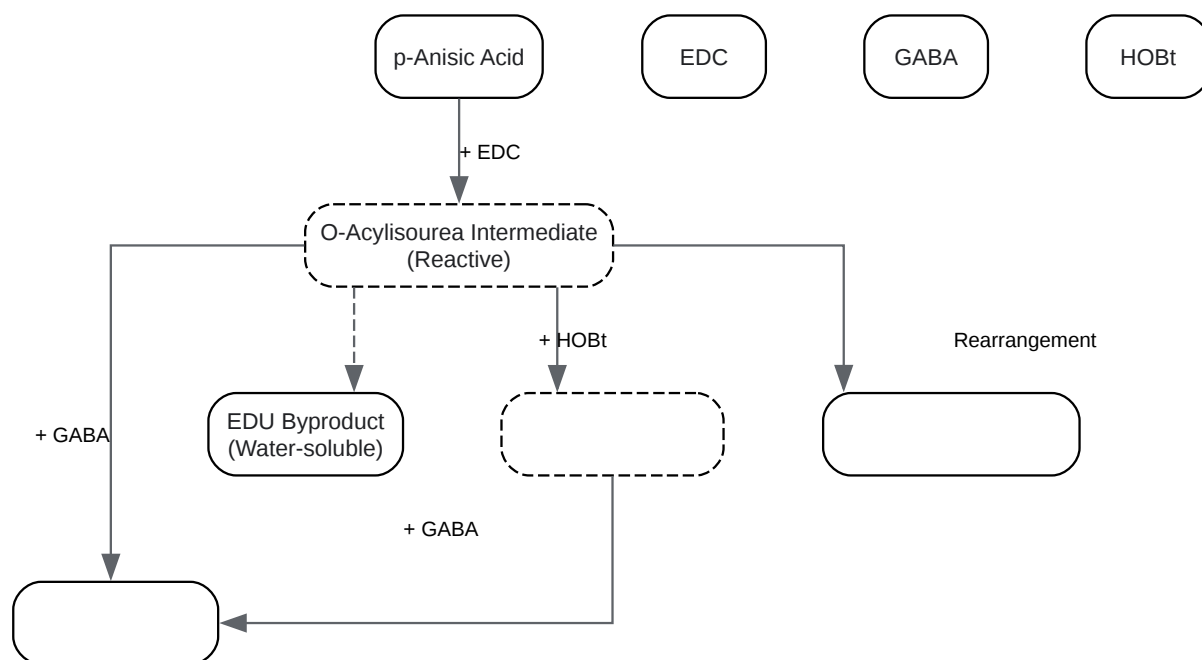 p-Anisic Acid
EDC
GABA
HOBt
+ EDC
O-Acylisourea Intermediate
(Reactive)
+ HOBt
Rearrangement
EDU Byproduct
(Water-soluble)
+ GABA
+ GABA